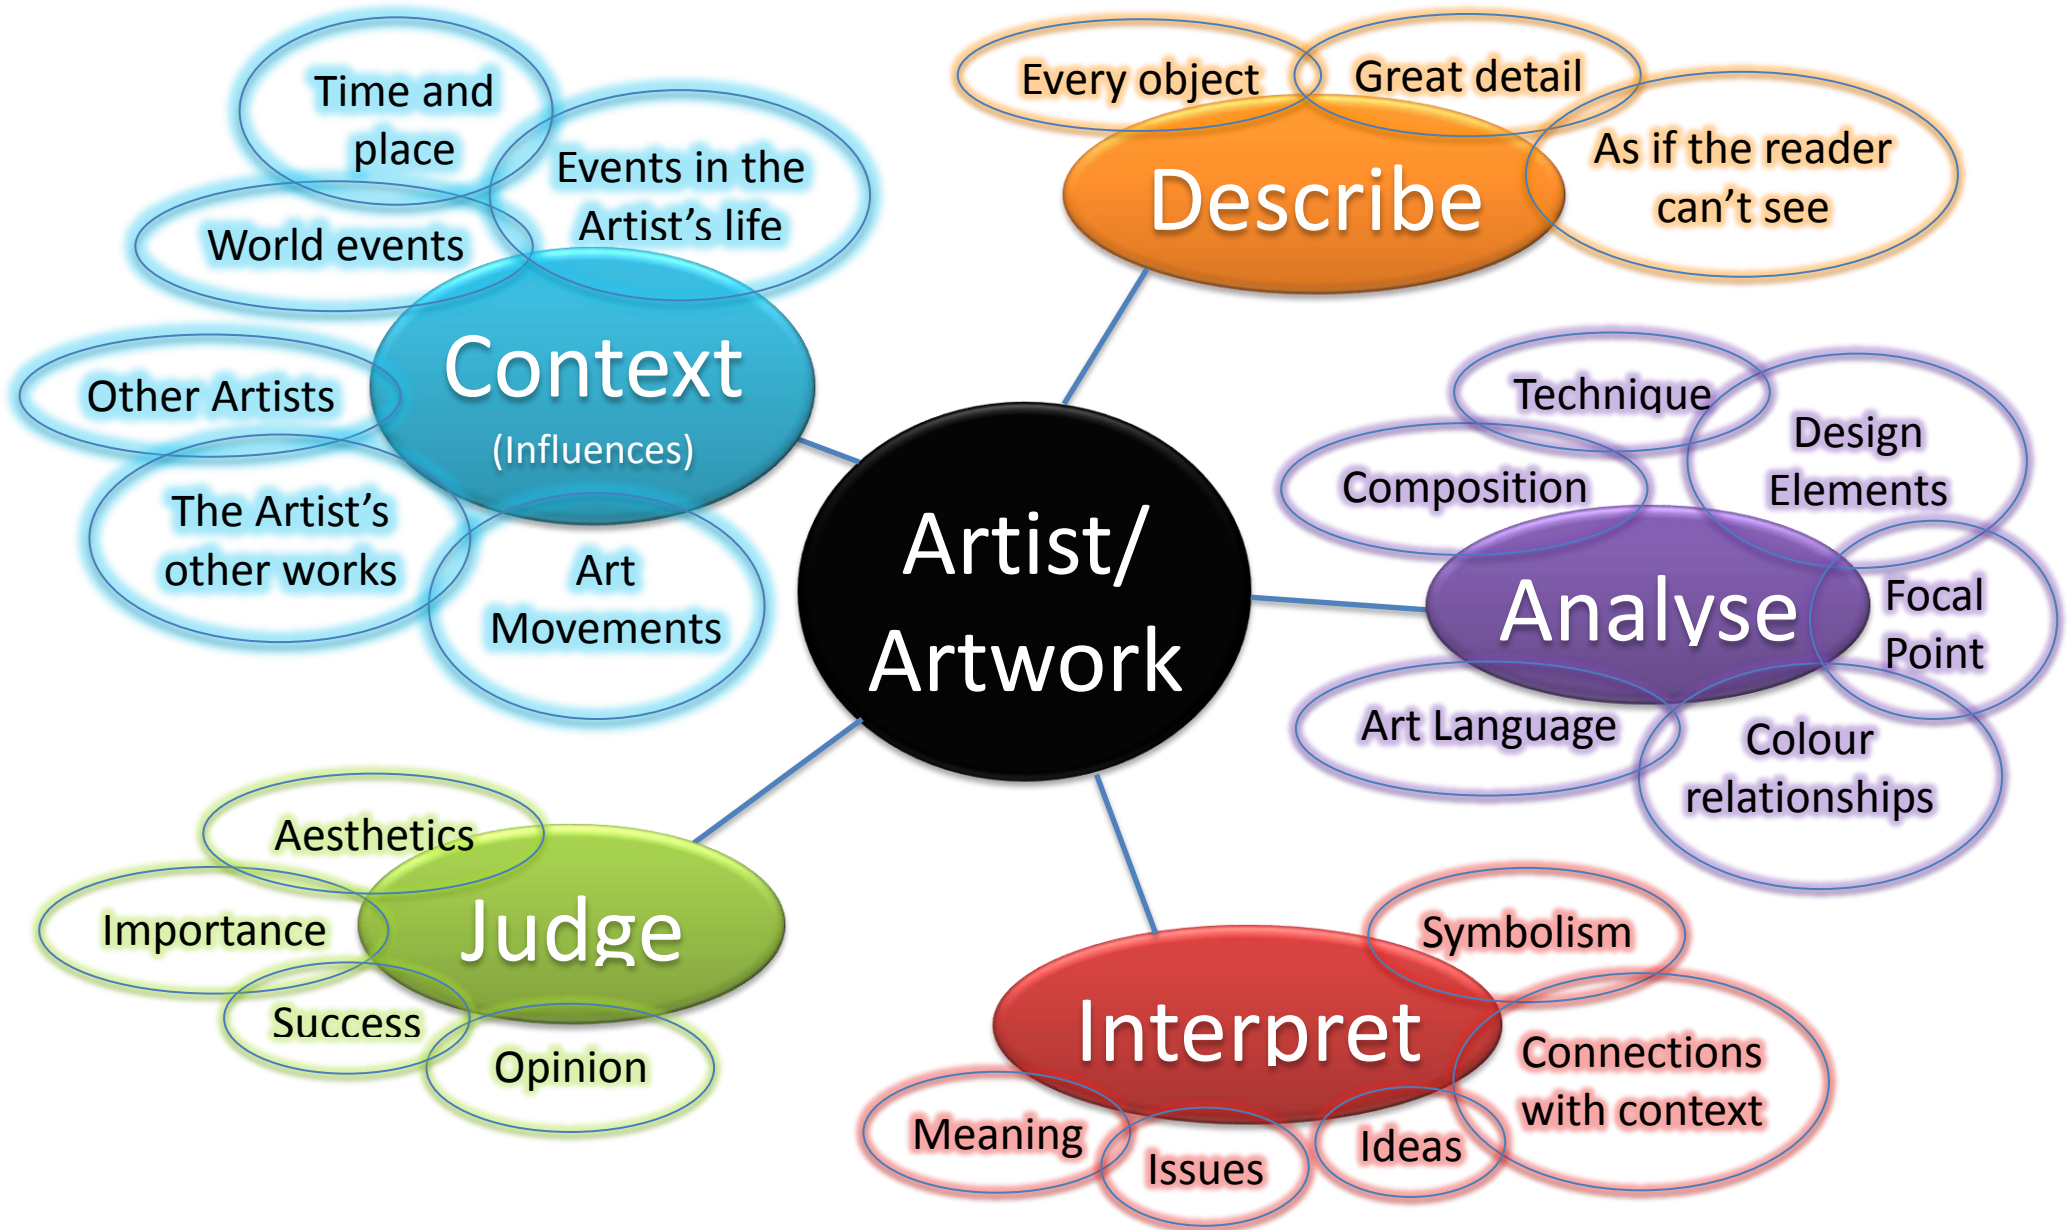 Time and
place
Events in the
Artist’s life
World events
Context
(Influences)
Other Artists
The Artist’s
other works
Art
Movements
Every object
Great detail
As if the reader
can’t see
Describe
Artist/
Artwork
Technique
Design
Elements
Composition
Analyse
Focal
Point
Art Language
Colour
relationships
Aesthetics
Importance
Judge
Success
Opinion
Symbolism
Interpret
Connections
with context
Meaning
Issues
Ideas